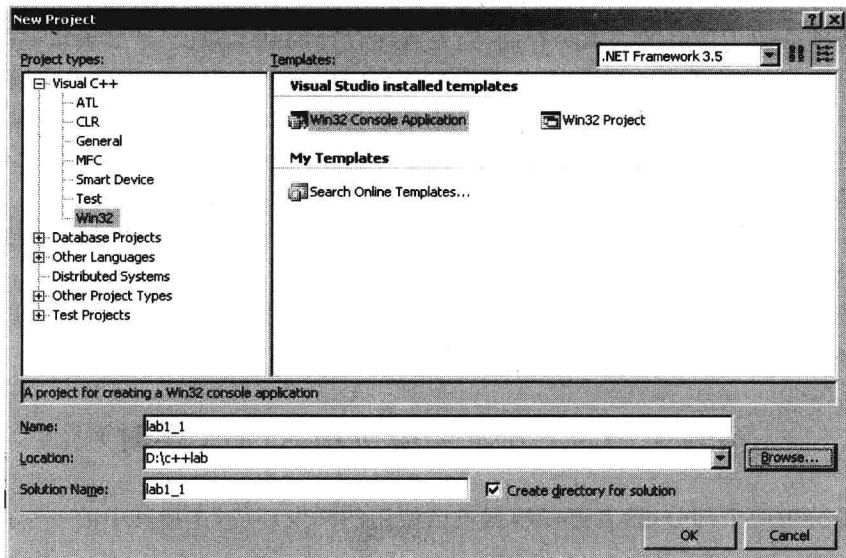 New Project
Project types:
Templates:
.NET Framework 3.5
Visual C++
ATL
CLR
General
MFC
Smart Device
Test
Win32
Database Projects
Other Languages
Distributed Systems
Other Project Types
Test Projects
Visual Studio installed templates
Win32 Console Application
Win32 Project
My Templates
Search Online Templates...
A project for creating a Win32 console application
Name:
lab1_1
Location:
D:\c++lab
Browse...
Solution Name:
lab1_1
Create directory for solution
OK
Cancel